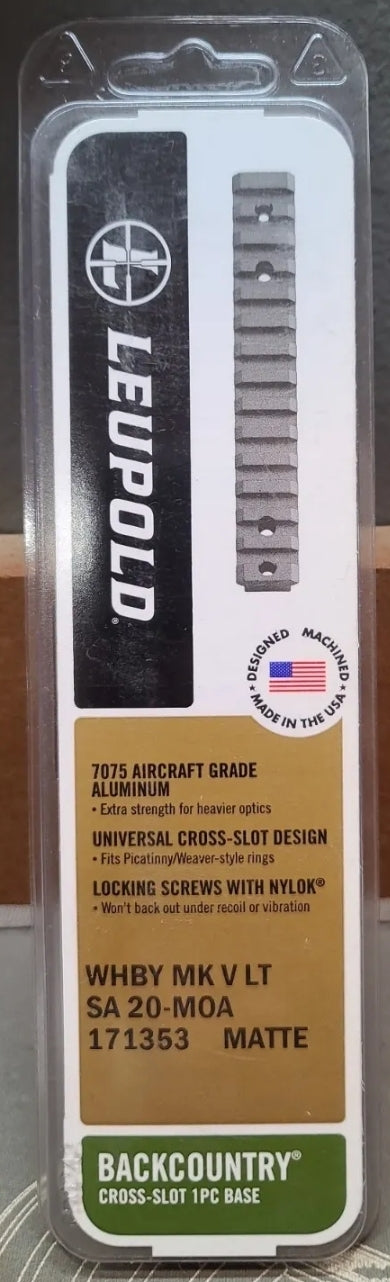 LEUPOLD®
DESIGNED MACHINED
MADE IN THE USA
7075 AIRCRAFT GRADE
ALUMINUM
• Extra strength for heavier optics
UNIVERSAL CROSS-SLOT DESIGN
• Fits Picatinny/Weaver-style rings
LOCKING SCREWS WITH NYLOK®
• Won't back out under recoil or vibration
WHBY MK V LT
SA 20-MOA
171353 MATTE
BACKCOUNTRY®
CROSS-SLOT 1PC BASE